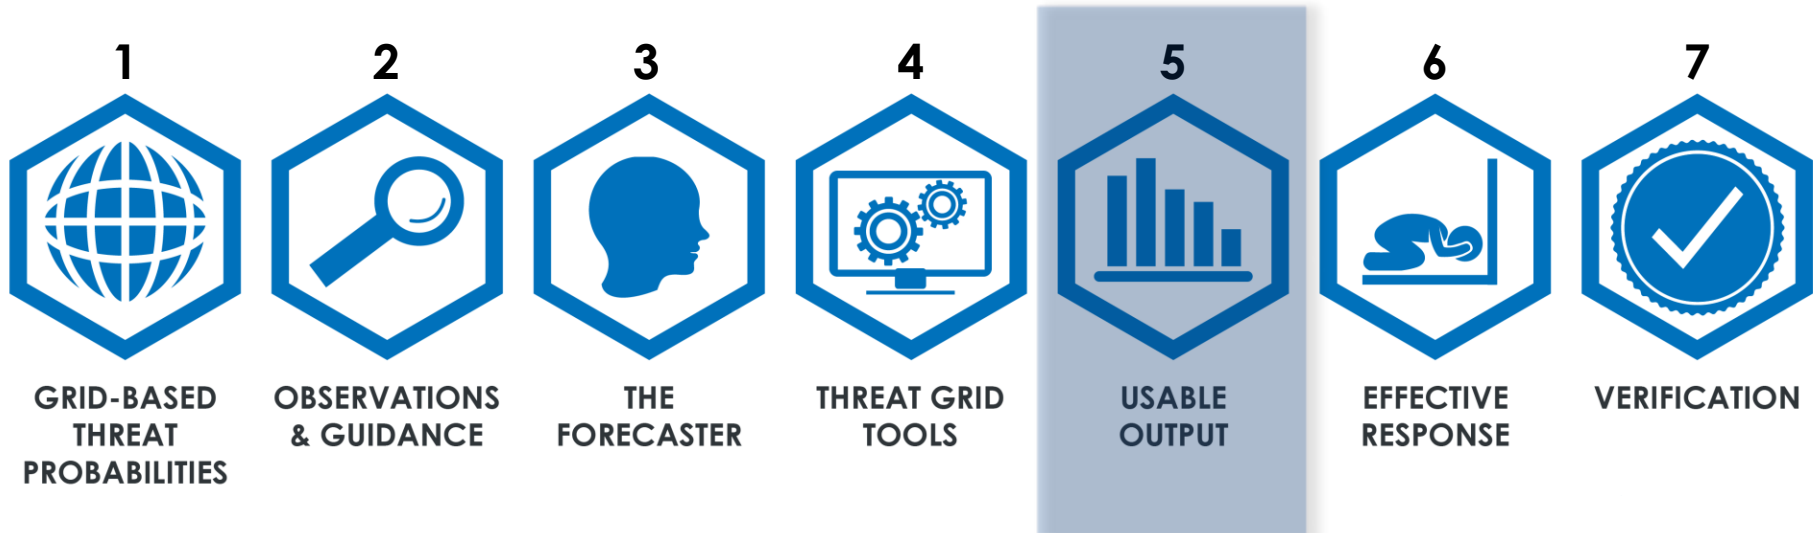 1
GRID-BASED
THREAT
PROBABILITIES
2
OBSERVATIONS
& GUIDANCE
3
THE
FORECASTER
4
THREAT GRID
TOOLS
5
USABLE
OUTPUT
6
EFFECTIVE
RESPONSE
7
VERIFICATION